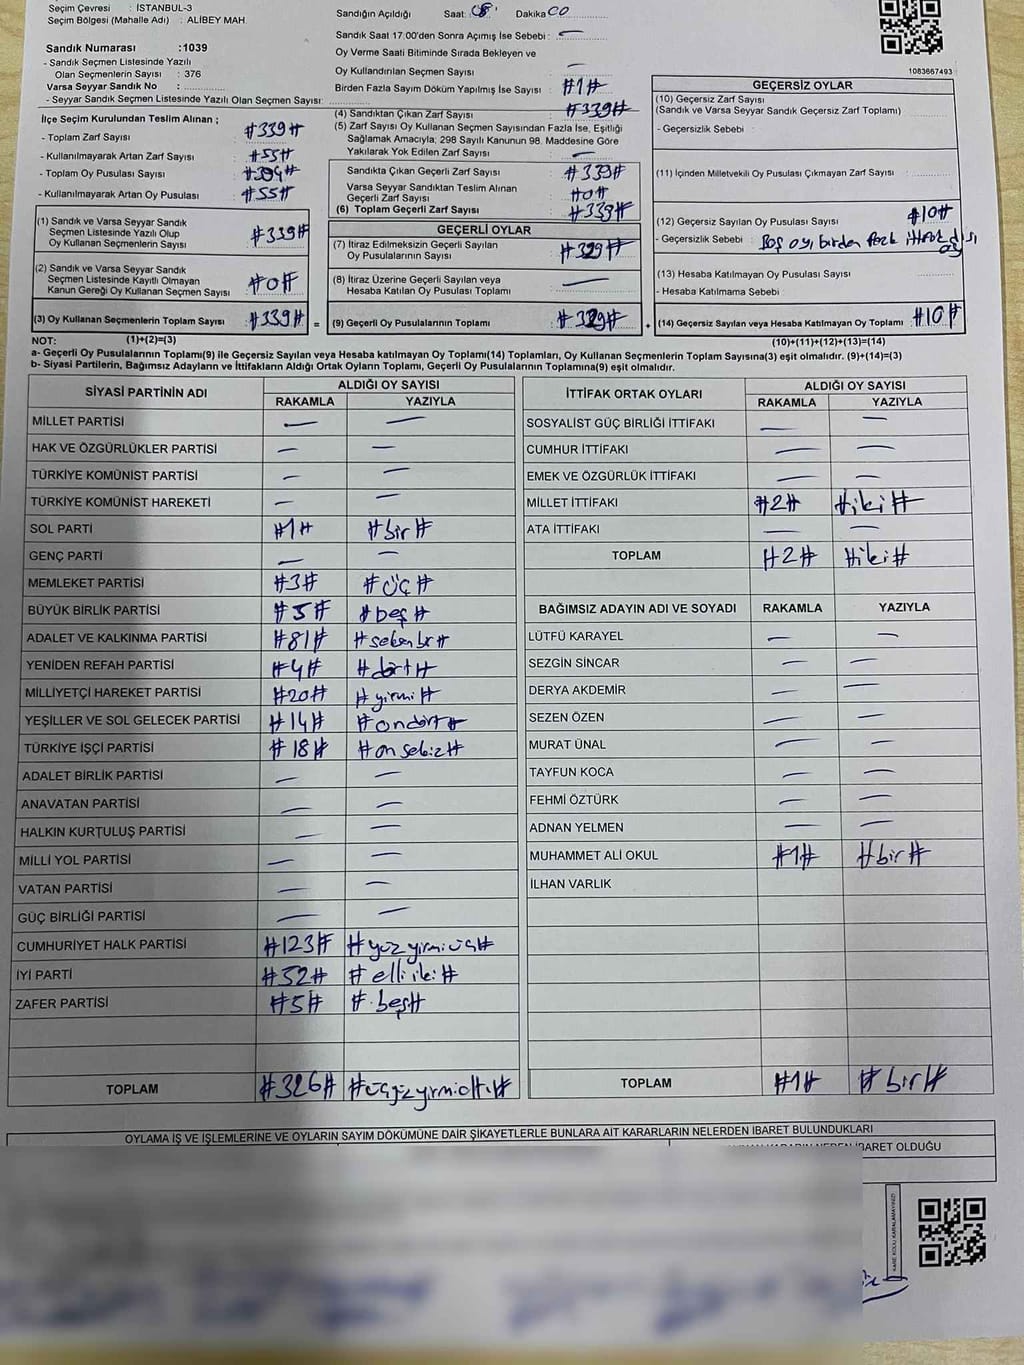 Seçim Çevresi : İSTANBUL-3
Seçim Bölgesi (Mahalle Adı) : ALİBEY MAH.
Sandık Numarası :1039
- Sandık Seçmen Listesinde Yazılı
Olan Seçmenlerin Sayısı : 376
Varsa Seyyar Sandık No :
- Seyyar Sandık Seçmen Listesinde Yazılı Olan Seçmen Sayısı:
Sandığın Açıldığı Saat: Dakika 00
Sandık Saat 17:00'den Sonra Açımış İse Sebebi : —
Oy Verme Saati Bitiminde Sırada Bekleyen ve
Oy Kullandırılan Seçmen Sayısı —
Birden Fazla Sayım Döküm Yapılmış İse Sayısı #1#
1083667493
İlçe Seçim Kurulundan Teslim Alınan ;
- Toplam Zarf Sayısı #339#
- Kullanılmayarak Artan Zarf Sayısı #55#
- Toplam Oy Pusulası Sayısı #394#
- Kullanılmayarak Artan Oy Pusulası #55#
(1) Sandık ve Varsa Seyyar Sandık
Seçmen Listesinde Yazılı Olup
Oy Kullanan Seçmenlerin Sayısı #339#
(2) Sandık ve Varsa Seyyar Sandık
Seçmen Listesinde Kayıtlı Olmayan
Kanun Gereği Oy Kullanan Seçmen Sayısı #0#
(3) Oy Kullanan Seçmenlerin Toplam Sayısı #339# =
(4) Sandıktan Çıkan Zarf Sayısı #339#
(5) Zarf Sayısı Oy Kullanan Seçmen Sayısından Fazla İse, Eşitliği
Sağlamak Amacıyla; 298 Sayılı Kanunun 98. Maddesine Göre
Yakılarak Yok Edilen Zarf Sayısı —
Sandıkta Çıkan Geçerli Zarf Sayısı #339#
Varsa Seyyar Sandıktan Teslim Alınan
Geçerli Zarf Sayısı #0#
(6) Toplam Geçerli Zarf Sayısı #339#
GEÇERLİ OYLAR
(7) İtiraz Edilmeksizin Geçerli Sayılan
Oy Pusulalarının Sayısı #329#
(8) İtiraz Üzerine Geçerli Sayılan veya
Hesaba Katılan Oy Pusulası Toplamı —
(9) Geçerli Oy Pusulalarının Toplamı #329# +
GEÇERSİZ OYLAR
(10) Geçersiz Zarf Sayısı
(Sandık ve Varsa Seyyar Sandık Geçersiz Zarf Toplamı)
- Geçersizlik Sebebi :
(11) İçinden Milletvekili Oy Pusulası Çıkmayan Zarf Sayısı
(12) Geçersiz Sayılan Oy Pusulası Sayısı #10#
- Geçersizlik Sebebi : Boş oy, birden fazla ittifak
(13) Hesaba Katılmayan Oy Pusulası Sayısı
- Hesaba Katılmama Sebebi
(14) Geçersiz Sayılan veya Hesaba Katılmayan Oy Toplamı #10#
NOT: (1)+(2)=(3) (10)+(11)+(12)+(13)=(14)
a- Geçerli Oy Pusulalarının Toplamı(9) ile Geçersiz Sayılan veya Hesaba katılmayan Oy Toplamı(14) Toplamları, Oy Kullanan Seçmenlerin Toplam Sayısına(3) eşit olmalıdır. (9)+(14)=(3)
b- Siyasi Partilerin, Bağımsız Adayların ve İttifakların Aldığı Ortak Oyların Toplamı, Geçerli Oy Pusulalarının Toplamına(9) eşit olmalıdır.
SİYASİ PARTİNİN ADI ALDIĞI OY SAYISI
RAKAMLA YAZIYLA
MİLLET PARTİSİ — —
HAK VE ÖZGÜRLÜKLER PARTİSİ — —
TÜRKİYE KOMÜNİST PARTİSİ — —
TÜRKİYE KOMÜNİST HAREKETİ — —
SOL PARTİ #1# #bir#
GENÇ PARTİ — —
MEMLEKET PARTİSİ #3# #ÜÇ#
BÜYÜK BİRLİK PARTİSİ #5# #beş#
ADALET VE KALKINMA PARTİSİ #81# #seksenbir#
YENİDEN REFAH PARTİSİ #4# #dört#
MİLLİYETÇİ HAREKET PARTİSİ #20# #yirmi#
YEŞİLLER VE SOL GELECEK PARTİSİ #14# #ondört#
TÜRKİYE İŞÇİ PARTİSİ #18# #onsekiz#
ADALET BİRLİK PARTİSİ — —
ANAVATAN PARTİSİ — —
HALKIN KURTULUŞ PARTİSİ — —
MİLLİ YOL PARTİSİ — —
VATAN PARTİSİ — —
GÜÇ BİRLİĞİ PARTİSİ — —
CUMHURİYET HALK PARTİSİ #123# #yüzyirmiüç#
İYİ PARTİ #52# #elliiki#
ZAFER PARTİSİ #5# #beş#
TOPLAM #326# #üçyüzyirmialtı#
İTTİFAK ORTAK OYLARI ALDIĞI OY SAYISI
RAKAMLA YAZIYLA
SOSYALİST GÜÇ BİRLİĞİ İTTİFAKI — —
CUMHUR İTTİFAKI — —
EMEK VE ÖZGÜRLÜK İTTİFAKI — —
MİLLET İTTİFAKI #2# #iki#
ATA İTTİFAKI — —
TOPLAM #2# #iki#
BAĞIMSIZ ADAYIN ADI VE SOYADI RAKAMLA YAZIYLA
LÜTFÜ KARAYEL — —
SEZGİN SİNCAR — —
DERYA AKDEMİR — —
SEZEN ÖZEN — —
MURAT ÜNAL — —
TAYFUN KOCA — —
FEHMİ ÖZTÜRK — —
ADNAN YELMEN — —
MUHAMMET ALİ OKUL #1# #bir#
İLHAN VARLIK
TOPLAM #1# #bir#
OYLAMA İŞ VE İŞLEMLERİNE VE OYLARIN SAYIM DÖKÜMÜNE DAİR ŞİKAYETLERLE BUNLARA AİT KARARLARIN NELERDEN İBARET BULUNDUKLARI
KARARIN NEDEN İBARET OLDUĞU
KARE KODU KARALAMAYINIZ!